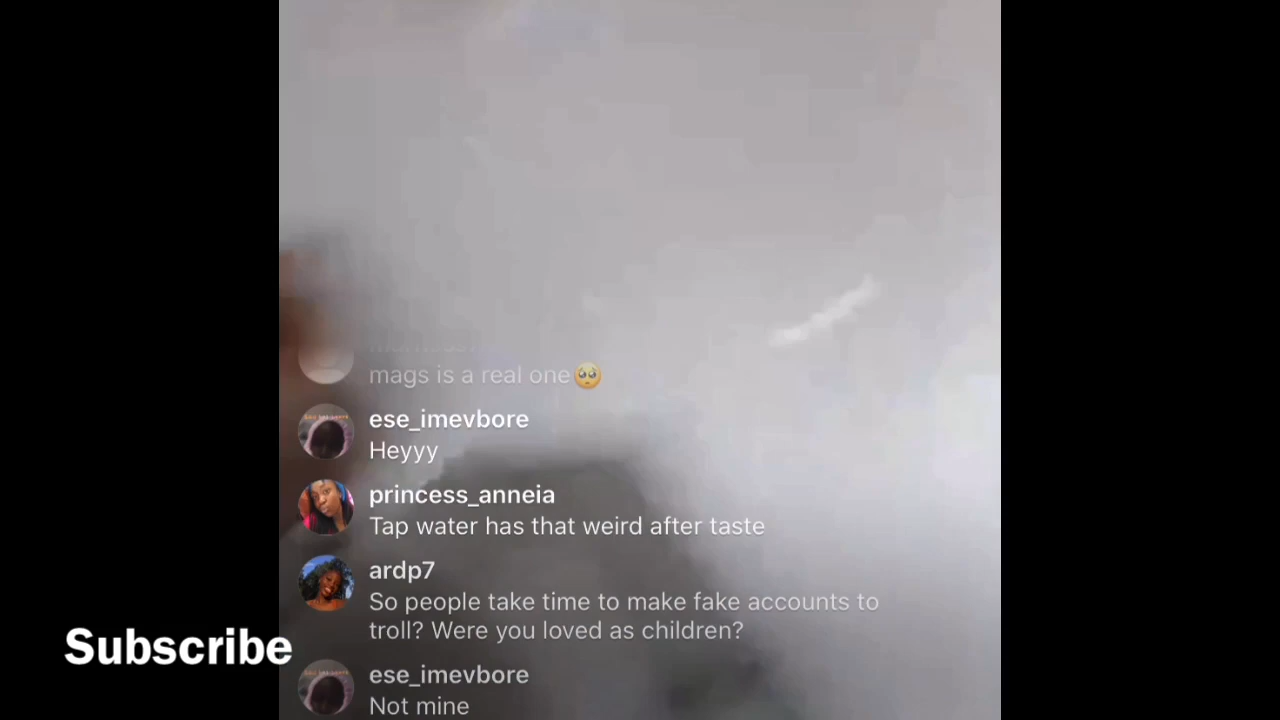 mags is a real one🥺
ese_imevbore
Heyyy
princess_anneia
Tap water has that weird after taste
ardp7
So people take time to make fake accounts to
troll? Were you loved as children?
Subscribe
ese_imevbore
Not mine